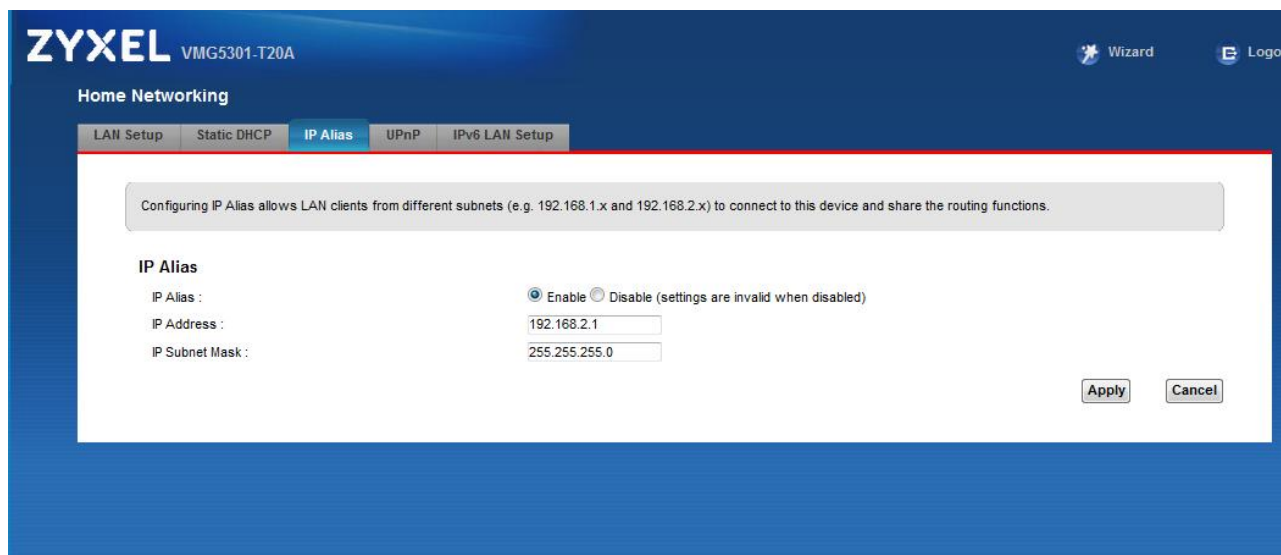 ZYXEL VMG5301-T20A
Wizard
Logo
Home Networking
LAN Setup Static DHCP IP Alias UPnP IPv6 LAN Setup
Configuring IP Alias allows LAN clients from different subnets (e.g. 192.168.1.x and 192.168.2.x) to connect to this device and share the routing functions.
IP Alias
IP Alias : Enable Disable (settings are invalid when disabled)
IP Address : 192.168.2.1
IP Subnet Mask : 255.255.255.0
Apply Cancel